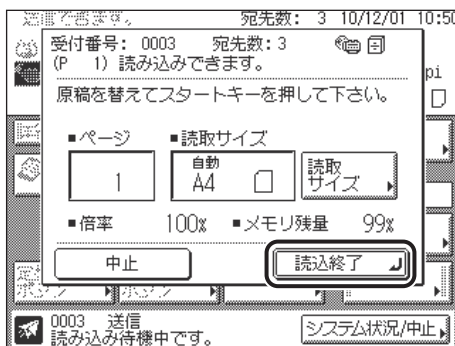 宛先数: 3 10/12/01 10:50
受付番号: 0003 宛先数: 3
(P 1) 読み込みできます。
原稿を替えてスタートキーを押して下さい。
■ページ ■読取サイズ
1 自動 A4 読取サイズ
■倍率 100% ■メモリ残量 99%
中止 読込終了
0003 送信
読み込み待機中です。 システム状況/中止